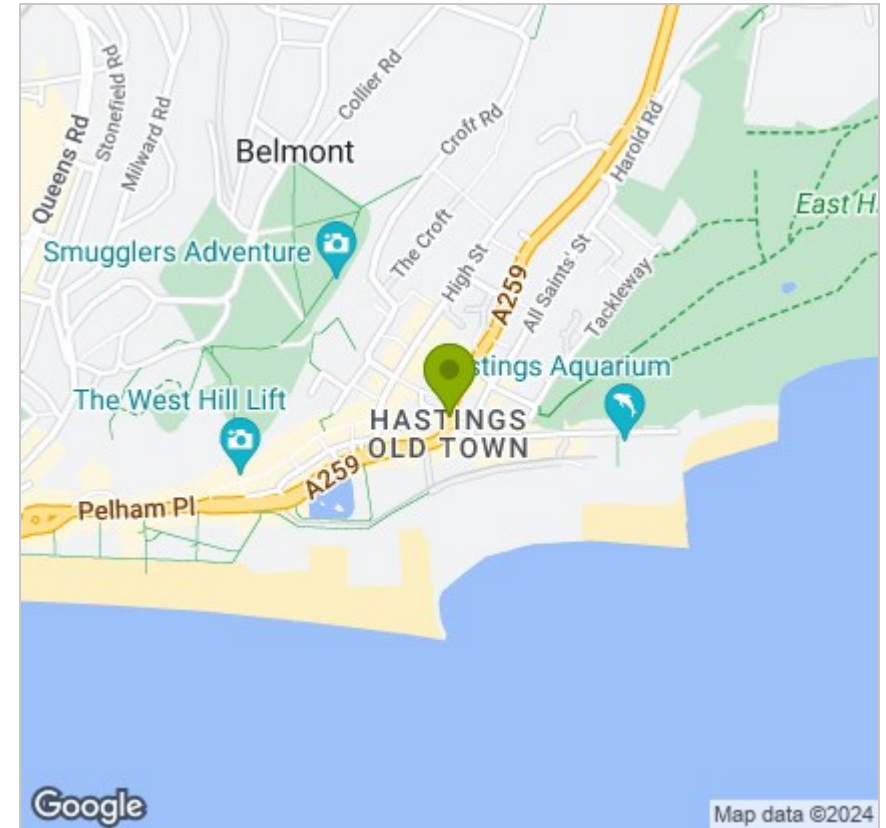 Collier Rd
Stonefield Rd
Milward Rd
Queens Rd
Belmont
Croft Rd
Harold Rd
East H
Smugglers Adventure
The Croft
High St
A259
All Saints' St
Tackleway
stings Aquarium
The West Hill Lift
HASTINGS
OLD TOWN
A259
Pelham Pl
Google
Map data ©2024